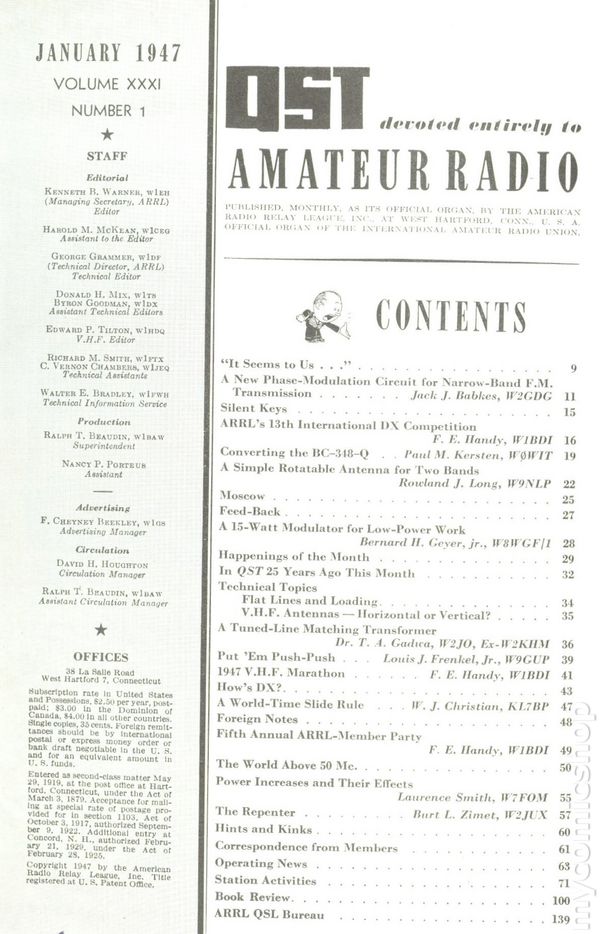 JANUARY 1947
VOLUME XXXI
NUMBER 1
★
STAFF
Editorial
KENNETH B. WARNER, W1EH
(Managing Secretary, ARRL)
Editor
HAROLD M. MCKEAN, W1CEG
Assistant to the Editor
GEORGE GRAMMER, W1DF
(Technical Director, ARRL)
Technical Editor
DONALD H. MIX, W1TS
BYRON GOODMAN, W1DX
Assistant Technical Editors
EDWARD P. TILTON, W1HDQ
V.H.F. Editor
RICHARD M. SMITH, W1FTX
C. VERNON CHAMBERS, W1JEQ
Technical Assistants
WALTER E. BRADLEY, W1FWH
Technical Information Service
Production
RALPH T. BEAUDIN, W1BAW
Superintendent
NANCY P. PORTEUS
Assistant
Advertising
F. CHEYNEY BEEKLEY, W1GS
Advertising Manager
Circulation
DAVID H. HOUGHTON
Circulation Manager
RALPH T. BEAUDIN, W1BAW
Assistant Circulation Manager
★
OFFICES
38 La Salle Road
West Hartford 7, Connecticut
Subscription rate in United States
and Possessions, $2.50 per year, post-
paid; $3.00 in the Dominion of
Canada, $4.00 in all other countries.
Single copies, 35 cents. Foreign remit-
tances should be by international
postal or express money order or
bank draft negotiable in the U. S.
and for an equivalent amount in
U. S. funds.
Entered as second-class matter May
29, 1919, at the post office at Hart-
ford, Connecticut, under the Act of
March 3, 1879. Acceptance for mail-
ing at special rate of postage pro-
vided for in section 1103, Act of
October 3, 1917, authorized Septem-
ber 9, 1922. Additional entry at
Concord, N. H., authorized Febru-
ary 21, 1929, under the Act of
February 28, 1925.
Copyright 1947 by the American
Radio Relay League, Inc. Title
registered at U. S. Patent Office.
QST devoted entirely to
AMATEUR RADIO
PUBLISHED, MONTHLY, AS ITS OFFICIAL ORGAN, BY THE AMERICAN
RADIO RELAY LEAGUE, INC., AT WEST HARTFORD, CONN., U. S. A.
OFFICIAL ORGAN OF THE INTERNATIONAL AMATEUR RADIO UNION.
CONTENTS
"It Seems to Us . . ." 9
A New Phase-Modulation Circuit for Narrow-Band F.M.
Transmission Jack J. Babkes, W2GDG 11
Silent Keys 15
ARRL's 13th International DX Competition
F. E. Handy, W1BDI 16
Converting the BC-348-Q Paul M. Kersten, WØWIT 19
A Simple Rotatable Antenna for Two Bands
Rowland J. Long, W9NLP 22
Moscow 25
Feed-Back 27
A 15-Watt Modulator for Low-Power Work
Bernard H. Geyer, jr., W8WGF/1 28
Happenings of the Month 29
In QST 25 Years Ago This Month 32
Technical Topics
Flat Lines and Loading 34
V.H.F. Antennas — Horizontal or Vertical? 35
A Tuned-Line Matching Transformer
Dr. T. A. Gadwa, W2JO, Ex-W2KHM 36
Put 'Em Push-Push Louis J. Frenkel, Jr., W9GUP 39
1947 V.H.F. Marathon F. E. Handy, W1BDI 41
How's DX? 43
A World-Time Slide Rule W. J. Christian, KL7BP 47
Foreign Notes 48
Fifth Annual ARRL-Member Party
F. E. Handy, W1BDI 49
The World Above 50 Mc. 50
Power Increases and Their Effects
Laurence Smith, W7FOM 55
The Repenter Burt L. Zimet, W2JUX 57
Hints and Kinks 60
Correspondence from Members 61
Operating News 63
Station Activities 71
Book Review 100
ARRL QSL Bureau 139
mycomicshop